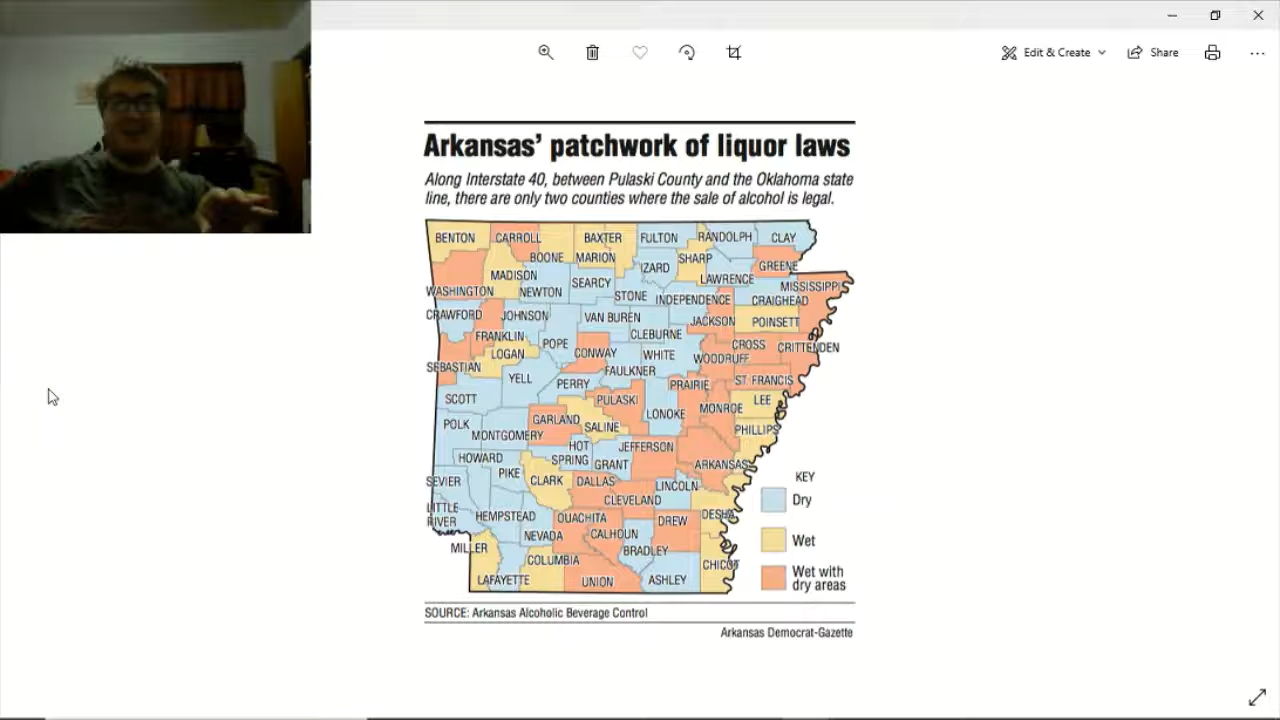 Edit & Create
Share
Arkansas' patchwork of liquor laws
Along Interstate 40, between Pulaski County and the Oklahoma state
line, there are only two counties where the sale of alcohol is legal.
BENTON CARROLL BAXTER FULTON RANDOLPH CLAY
BOONE MARION SHARP GREENE
MADISON IZARD LAWRENCE
WASHINGTON NEWTON SEARCY STONE INDEPENDENCE CRAIGHEAD MISSISSIPPI
CRAWFORD JOHNSON VAN BUREN JACKSON POINSETT
FRANKLIN CLEBURNE
LOGAN POPE CONWAY WHITE WOODRUFF CROSS CRITTENDEN
SEBASTIAN FAULKNER
YELL PERRY PRAIRIE ST. FRANCIS
SCOTT PULASKI LONOKE MONROE LEE
POLK GARLAND SALINE PHILLIPS
MONTGOMERY HOT
SPRING JEFFERSON
HOWARD GRANT ARKANSAS
PIKE CLARK DALLAS LINCOLN
SEVIER CLEVELAND
LITTLE
RIVER HEMPSTEAD OUACHITA DREW DESHA
NEVADA CALHOUN
MILLER COLUMBIA BRADLEY CHICOT
LAFAYETTE UNION ASHLEY
KEY
Dry
Wet
Wet with
dry areas
SOURCE: Arkansas Alcoholic Beverage Control
Arkansas Democrat-Gazette